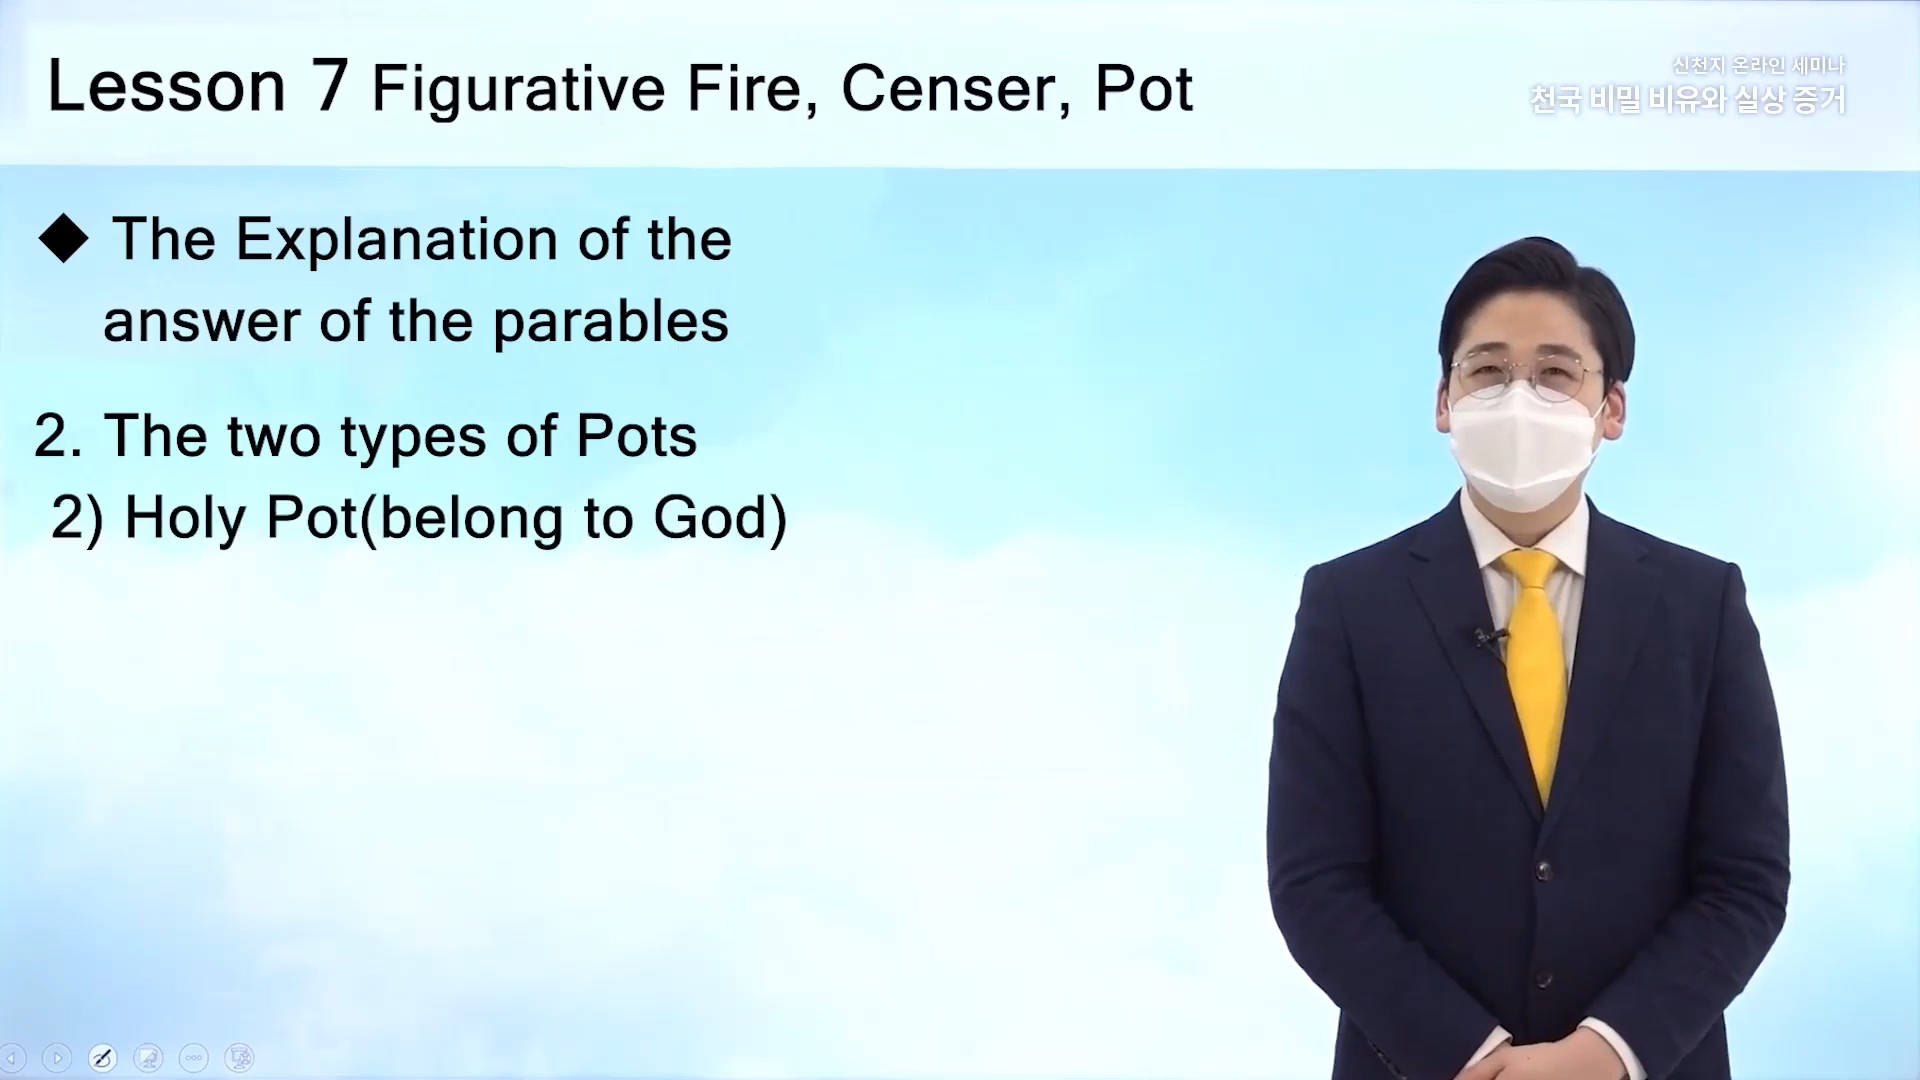 Lesson 7 Figurative Fire, Censer, Pot
신천지 온라인 세미나
천국 비밀 비유와 실상 증거
◆ The Explanation of the
answer of the parables
2. The two types of Pots
2) Holy Pot(belong to God)